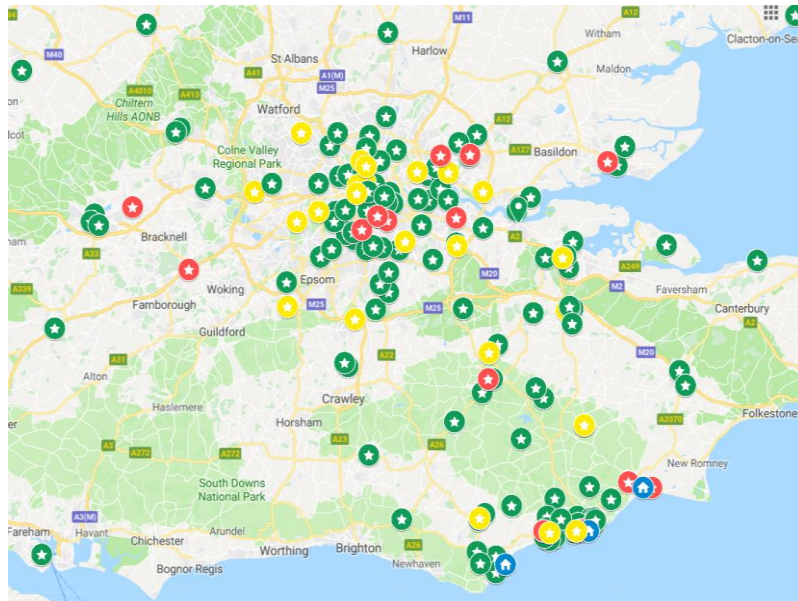 A12
M11
Witham
Harlow
Clacton-on-Sea
M40
St Albans
A41
A1(M)
Maldon
M25
A4010
A413
Chiltern
Hills AONB
Watford
A12
Colne Valley
Regional Park
A127
Basildon
Bracknell
A2
A33
M20
A249
Epsom
Woking
M2
Faversham
A339
Farnborough
M25
M25
Canterbury
A2
Guildford
A31
A22
M20
Alton
Crawley
Haslemere
A2070
Folkestone
Horsham
A3
A272
A272
A23
A26
New Romney
South Downs
National Park
A3(M)
Fareham
Havant
Arundel
Chichester
Worthing
Brighton
A26
Newhaven
Bognor Regis